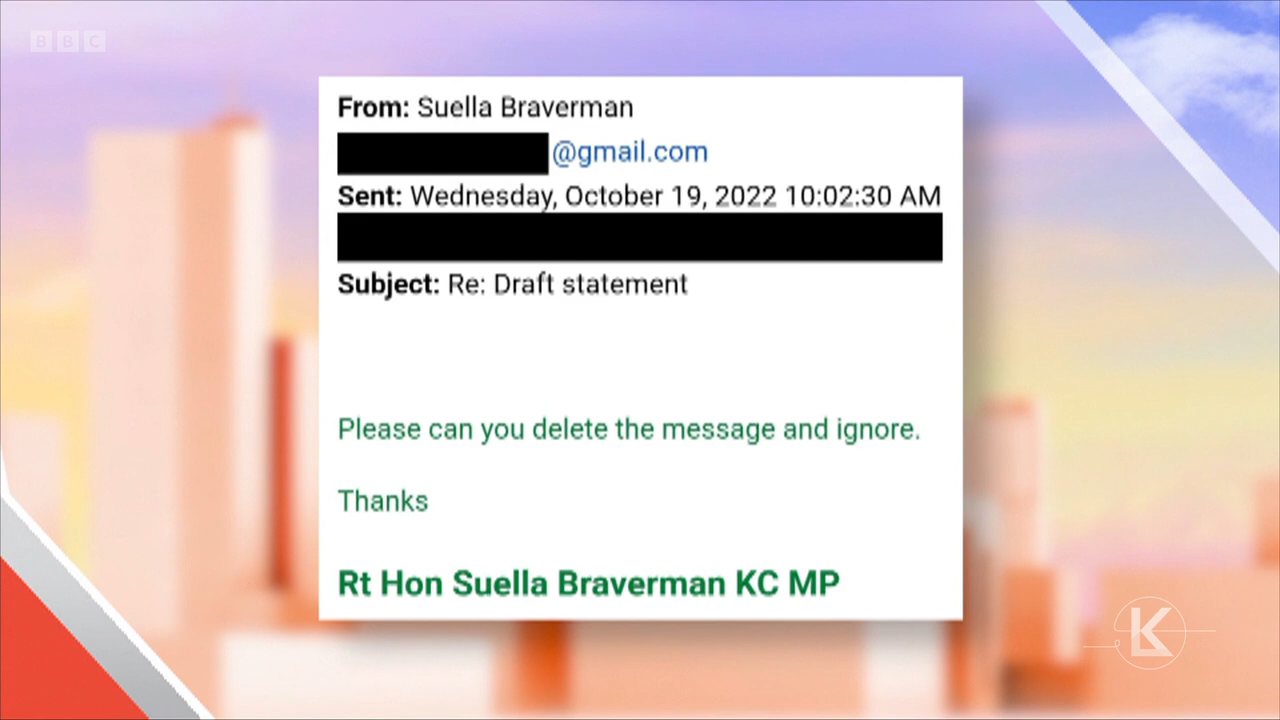 BBC
From: Suella Braverman
@gmail.com
Sent: Wednesday, October 19, 2022 10:02:30 AM
Subject: Re: Draft statement
Please can you delete the message and ignore.
Thanks
Rt Hon Suella Braverman KC MP
LK